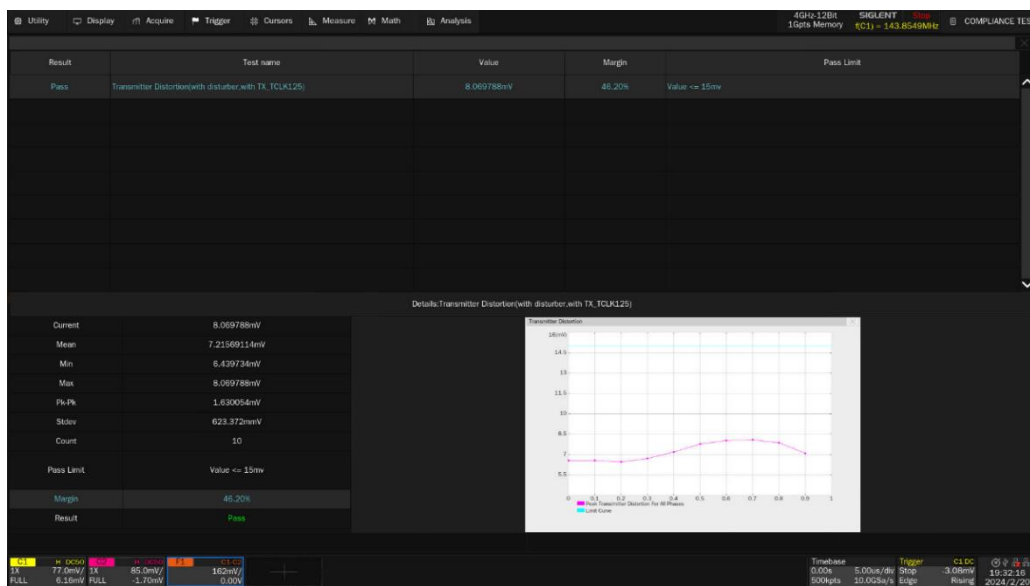 Utility Display Acquire Trigger Cursors Measure Math Analysis
4GHz-12Bit
1Gpts Memory
SIGLENT Stop
f(C1) = 143.8549MHz
COMPLIANCE TES
Result Test name Value Margin Pass Limit
Pass Transmitter Distortion(with disturber,with TX_TCLK125) 8.069788mV 46.20% Value <= 15mv
Details:Transmitter Distortion(with disturber,with TX_TCLK125)
Current 8.069788mV
Mean 7.21569114mV
Min 6.439734mV
Max 8.069788mV
Pk-Pk 1.630054mV
Stdev 623.372mmV
Count 10
Pass Limit Value <= 15mv
Margin 46.20%
Result Pass
Transmitter Distortion
16(mV)
14.5
13
11.5
10
8.5
7
5.5
0 0.1 0.2 0.3 0.4 0.5 0.6 0.7 0.8 0.9 1
Peak Transmitter Distortion For All Phases
Limit Curve
C1 H DC50
1X 77.0mV/
FULL 6.16mV
C2 H DC50
1X 85.0mV/
FULL -1.70mV
F1 C1-C2
162mV/
0.00V
Timebase
0.00s 5.00us/div
500kpts 10.0GSa/s
Trigger C1 DC
Stop -3.08mV
Edge Rising
19:32:16
2024/2/20